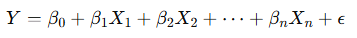 Y = β₀ + β₁X₁ + β₂X₂ + ⋯ + βₙXₙ + ϵ